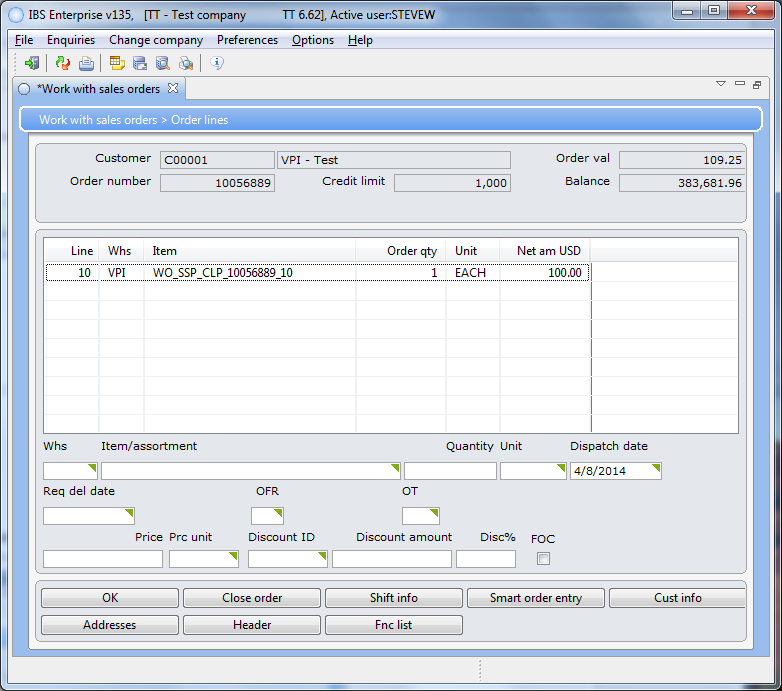 IBS Enterprise v135, [TT - Test company TT 6.62], Active user:STEVEW
File Enquiries Change company Preferences Options Help
*Work with sales orders
Work with sales orders > Order lines
Customer C00001 VPI - Test Order val 109.25
Order number 10056889 Credit limit 1,000 Balance 383,681.96
Line Whs Item Order qty Unit Net am USD
10 VPI WO_SSP_CLP_10056889_10 1 EACH 100.00
Whs Item/assortment Quantity Unit Dispatch date
4/8/2014
Req del date OFR OT
Price Prc unit Discount ID Discount amount Disc% FOC
OK Close order Shift info Smart order entry Cust info
Addresses Header Fnc list